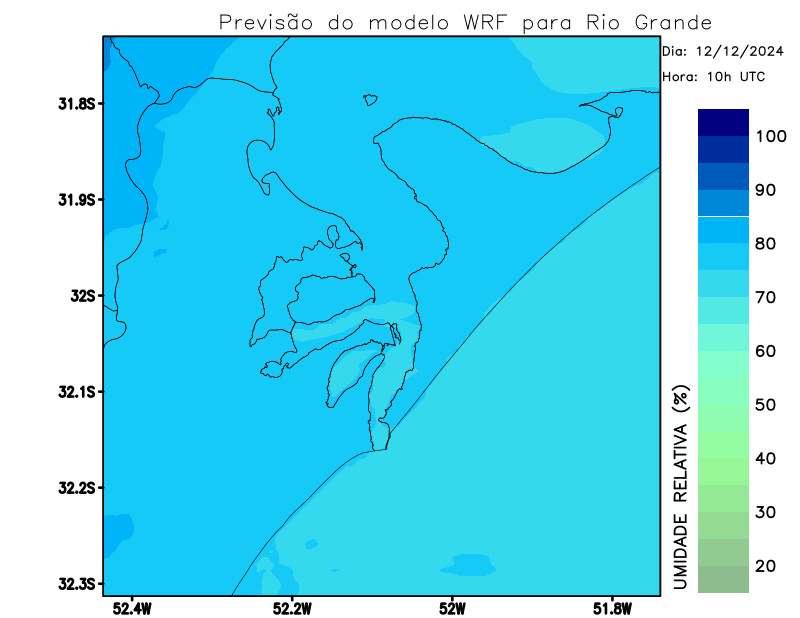 Previsão do modelo WRF para Rio Grande
Dia: 12/12/2024
Hora: 10h UTC
31.8S
31.9S
32S
32.1S
32.2S
32.3S
52.4W
52.2W
52W
51.8W
100
90
80
70
60
50
40
30
20
UMIDADE RELATIVA (%)